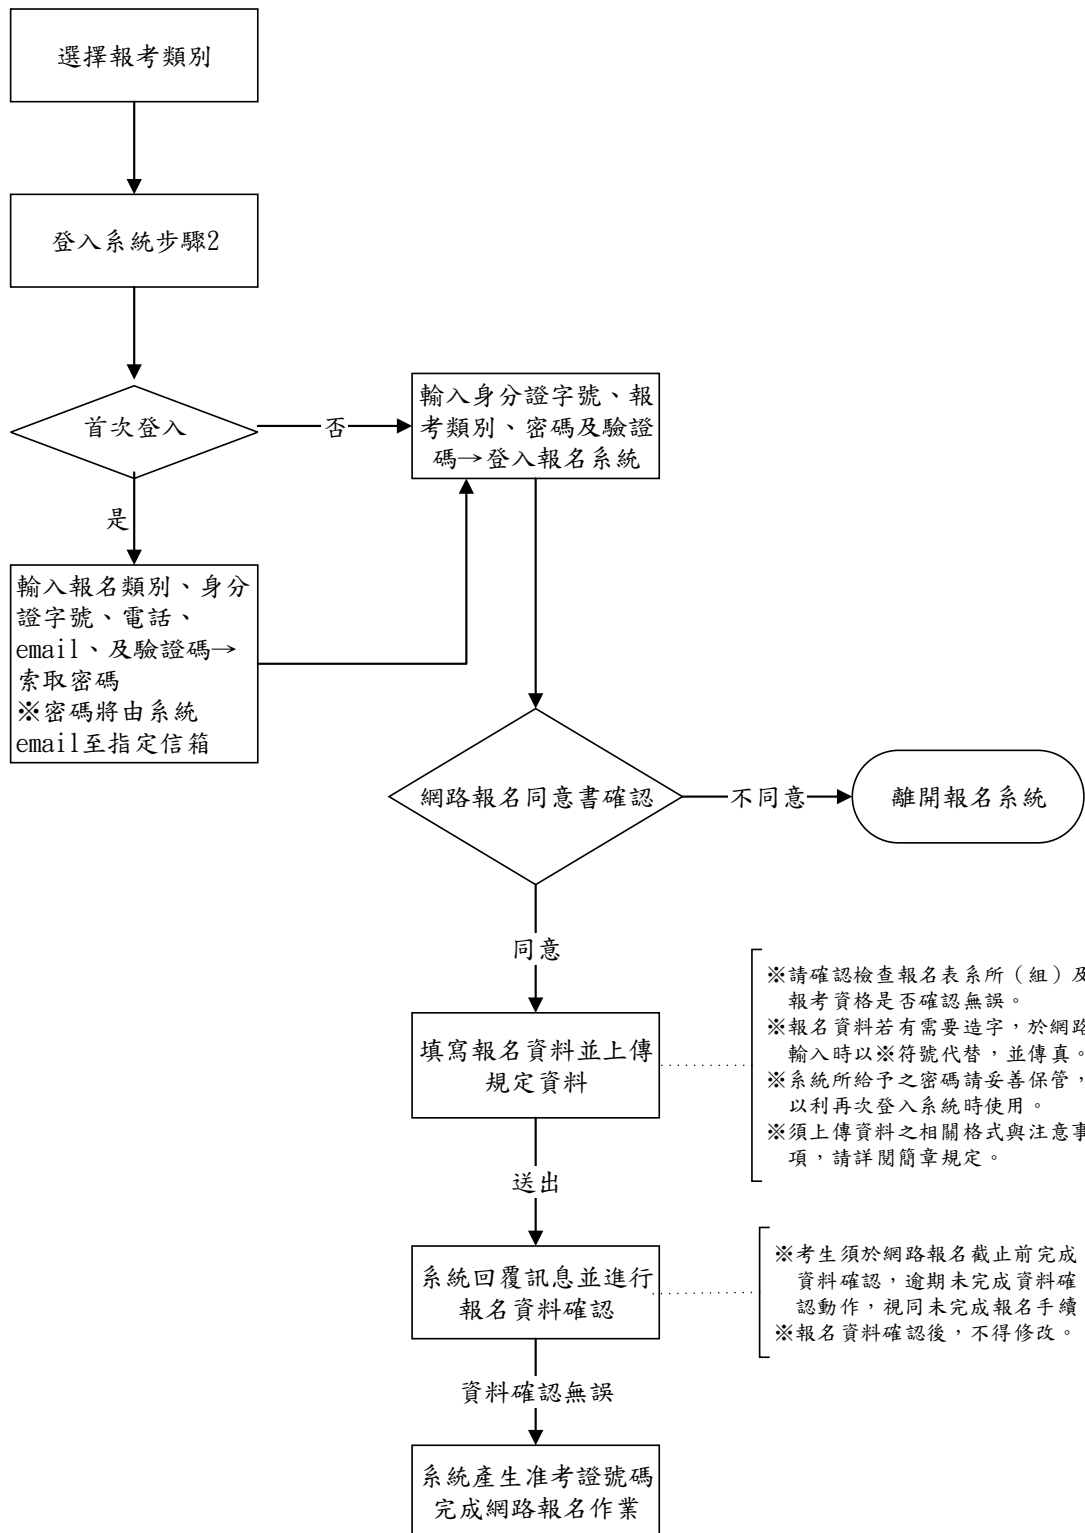 選擇報考類別
登入系統步驟2
首次登入
否
輸入身分證字號、報
考類別、密碼及驗證
碼→登入報名系統
是
輸入報名類別、身分
證字號、電話、
email、及驗證碼→
索取密碼
※密碼將由系統
email至指定信箱
網路報名同意書確認
不同意
離開報名系統
同意
填寫報名資料並上傳
規定資料
※請確認檢查報名表系所（組）及
報考資格是否確認無誤。
※報名資料若有需要造字，於網路
輸入時以※符號代替，並傳真。
※系統所給予之密碼請妥善保管，
以利再次登入系統時使用。
※須上傳資料之相關格式與注意事
項，請詳閱簡章規定。
送出
系統回覆訊息並進行
報名資料確認
※考生須於網路報名截止前完成
資料確認，逾期未完成資料確
認動作，視同未完成報名手續
※報名資料確認後，不得修改。
資料確認無誤
系統產生准考證號碼
完成網路報名作業